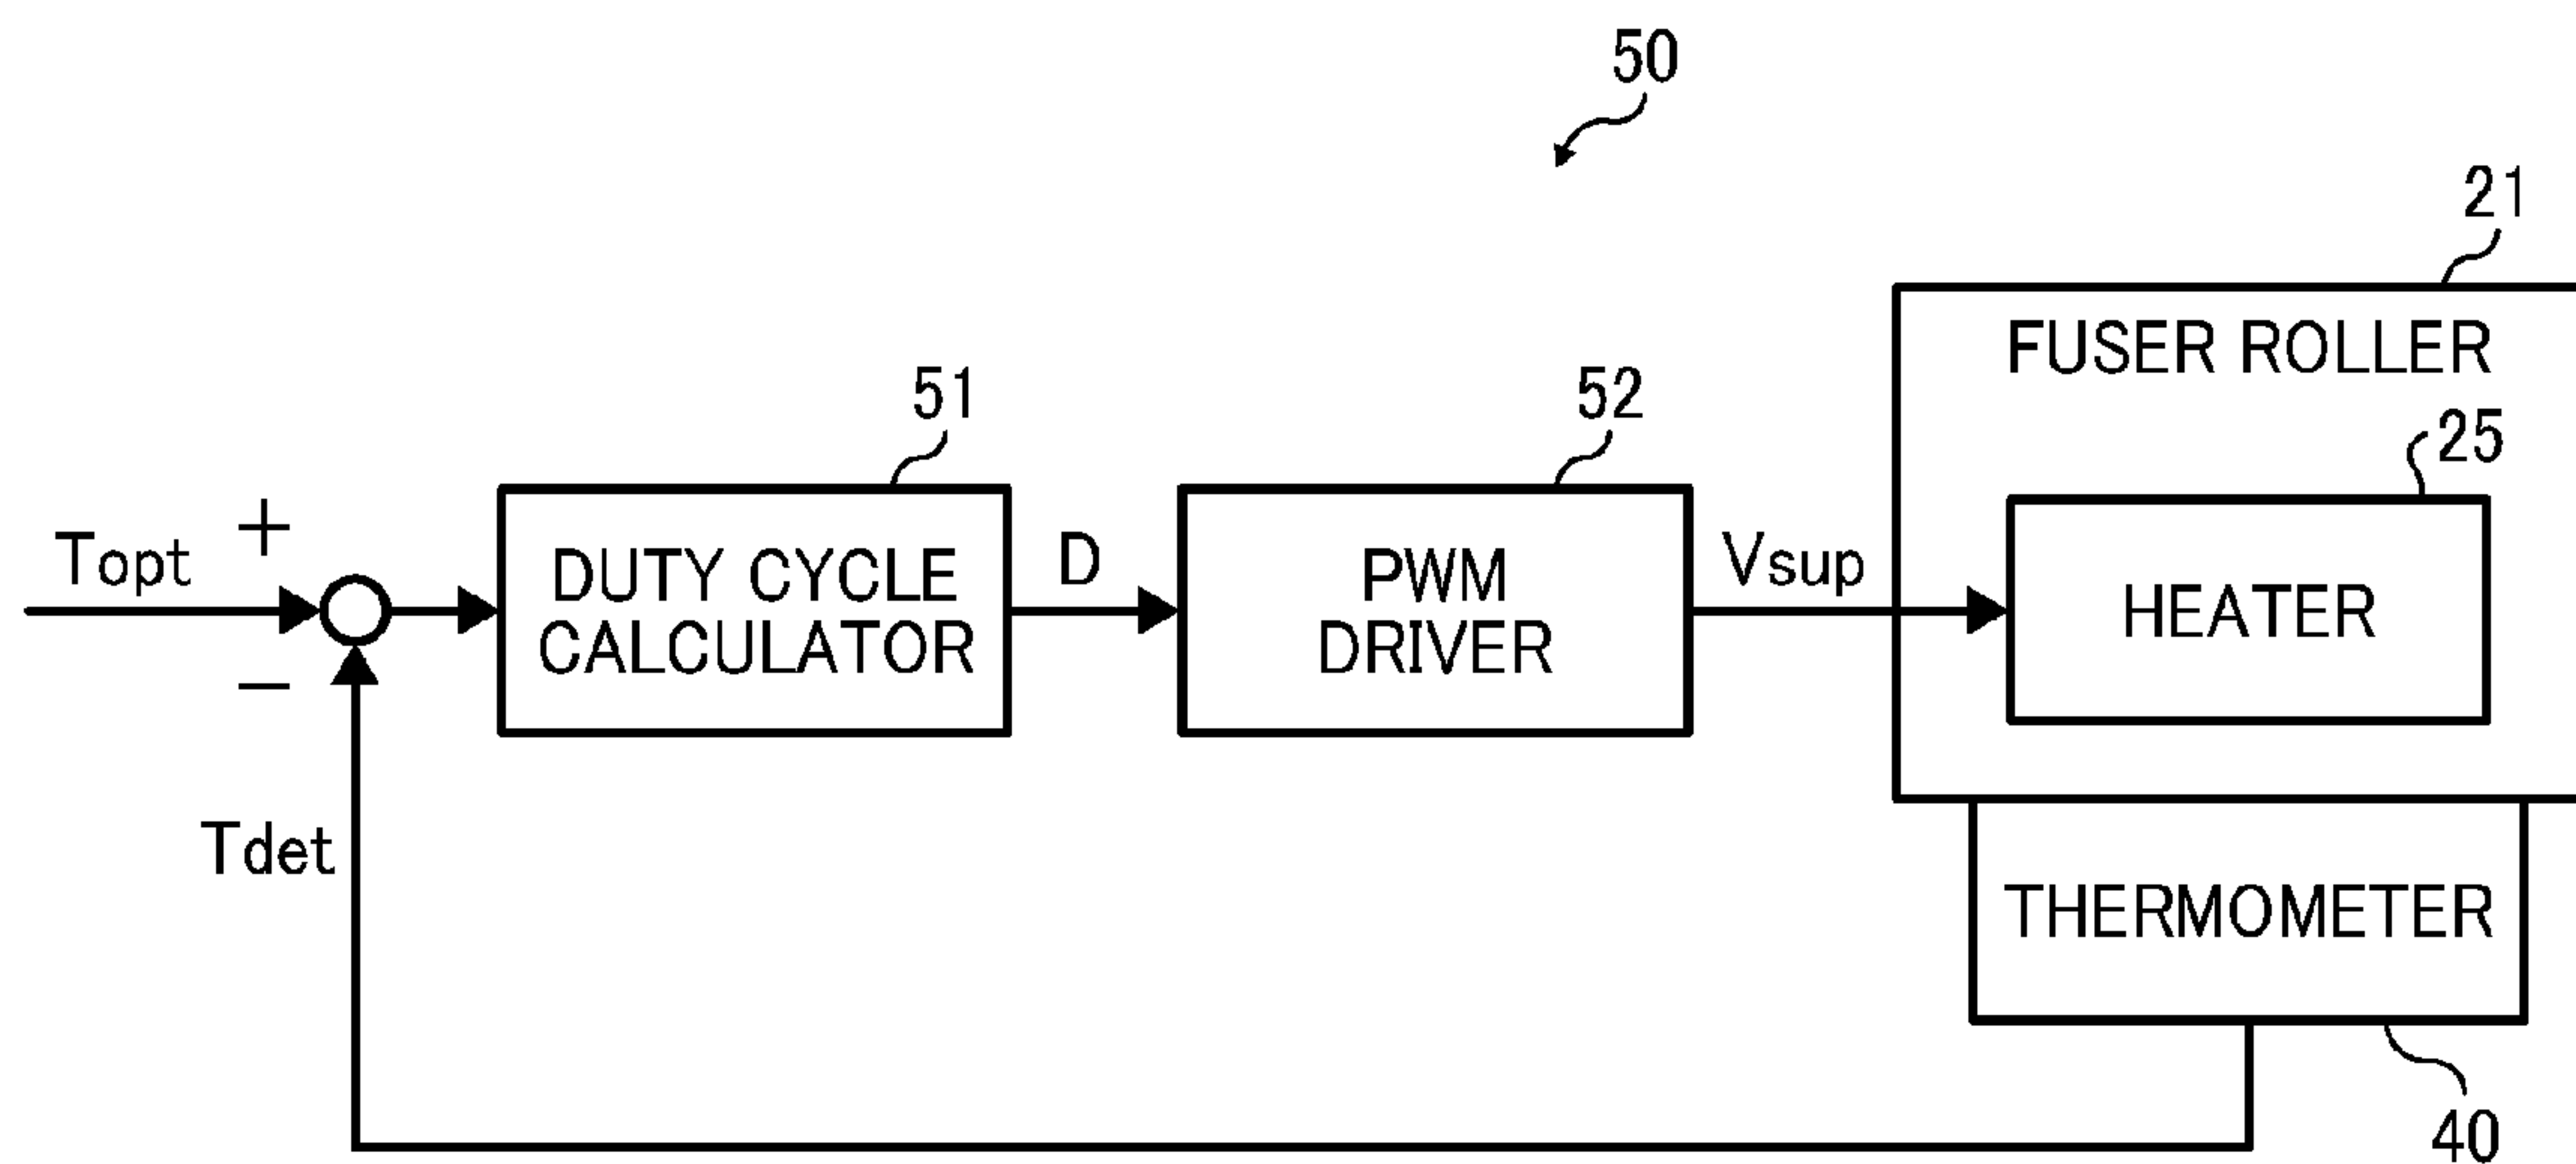 50
21
FUSER ROLLER
51
52
25
+
Topt
DUTY CYCLE
CALCULATOR
D
PWM
DRIVER
Vsup
HEATER
−
Tdet
THERMOMETER
40